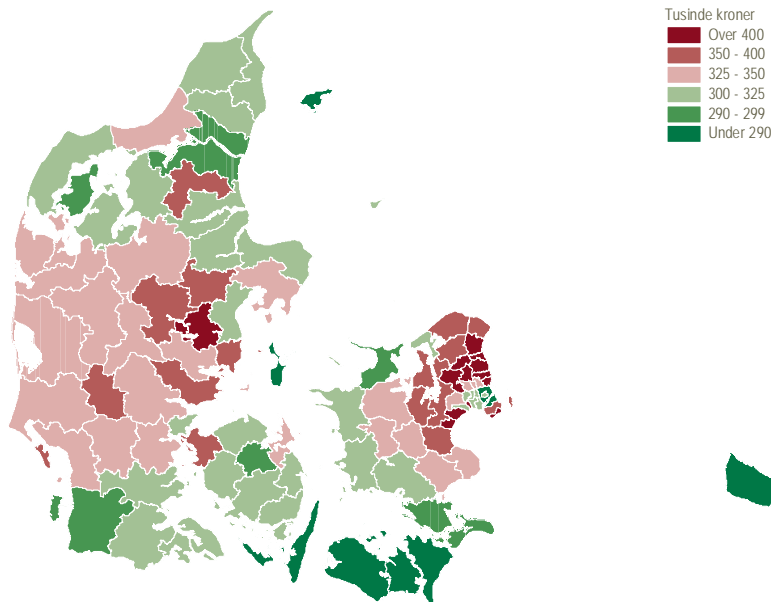 Tusinde kroner
Over 400
350 - 400
325 - 350
300 - 325
290 - 299
Under 290